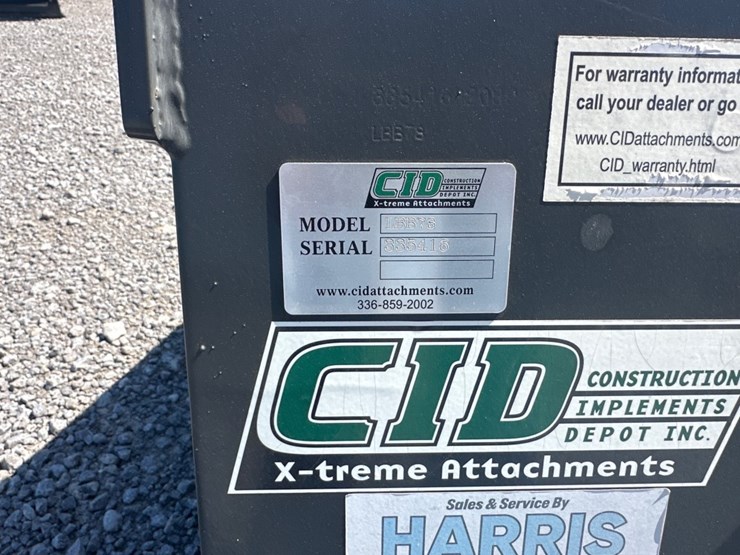 LBB78
For warranty informat
call your dealer or go
www.CIDattachments.com
CID_warranty.html
CID CONSTRUCTION
IMPLEMENTS
DEPOT INC.
X-treme Attachments
MODEL
SERIAL 885416
www.cidattachments.com
336-859-2002
CID CONSTRUCTION
IMPLEMENTS
DEPOT INC.
X-treme Attachments
Sales & Service By
HARRIS